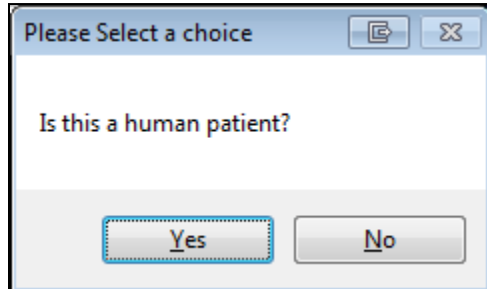 Please Select a choice
Is this a human patient?
Yes
No